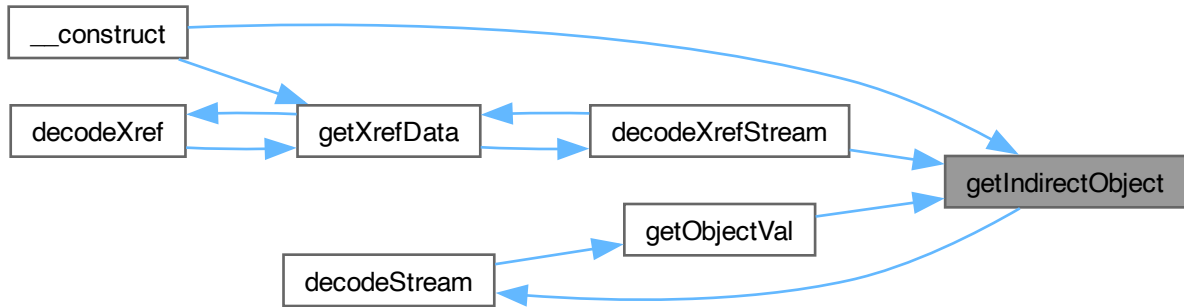 __construct
decodeXref
getXrefData
decodeXrefStream
getIndirectObject
getObjectVal
decodeStream